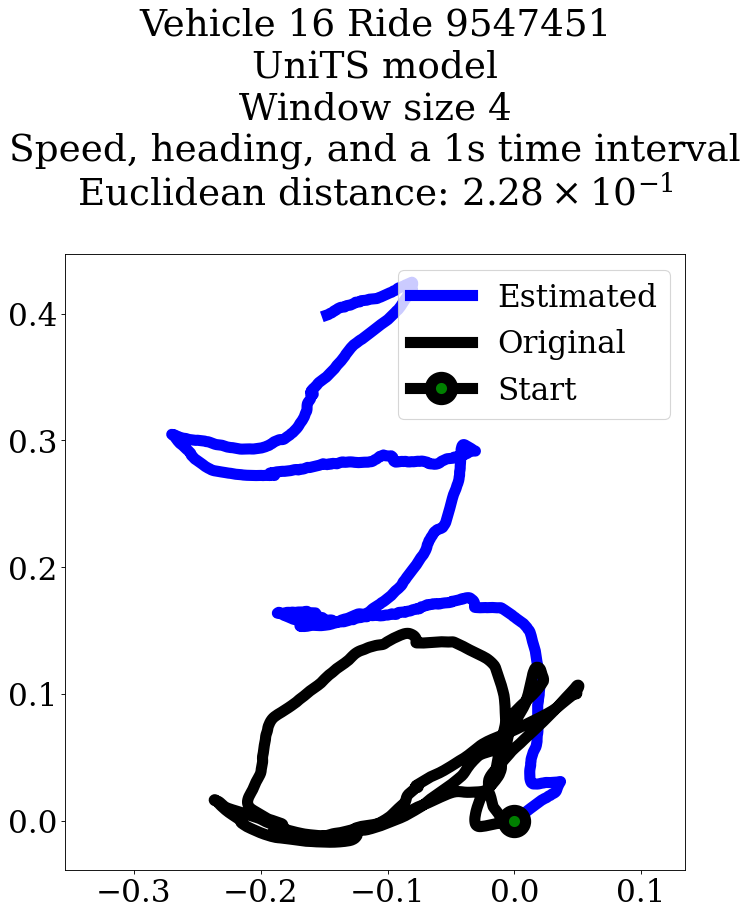 Vehicle 16 Ride 9547451
UniTS model
Window size 4
Speed, heading, and a 1s time interval
Euclidean distance: 2.28 × 10⁻¹
Estimated
Original
Start
0.4
0.3
0.2
0.1
0.0
−0.3
−0.2
−0.1
0.0
0.1